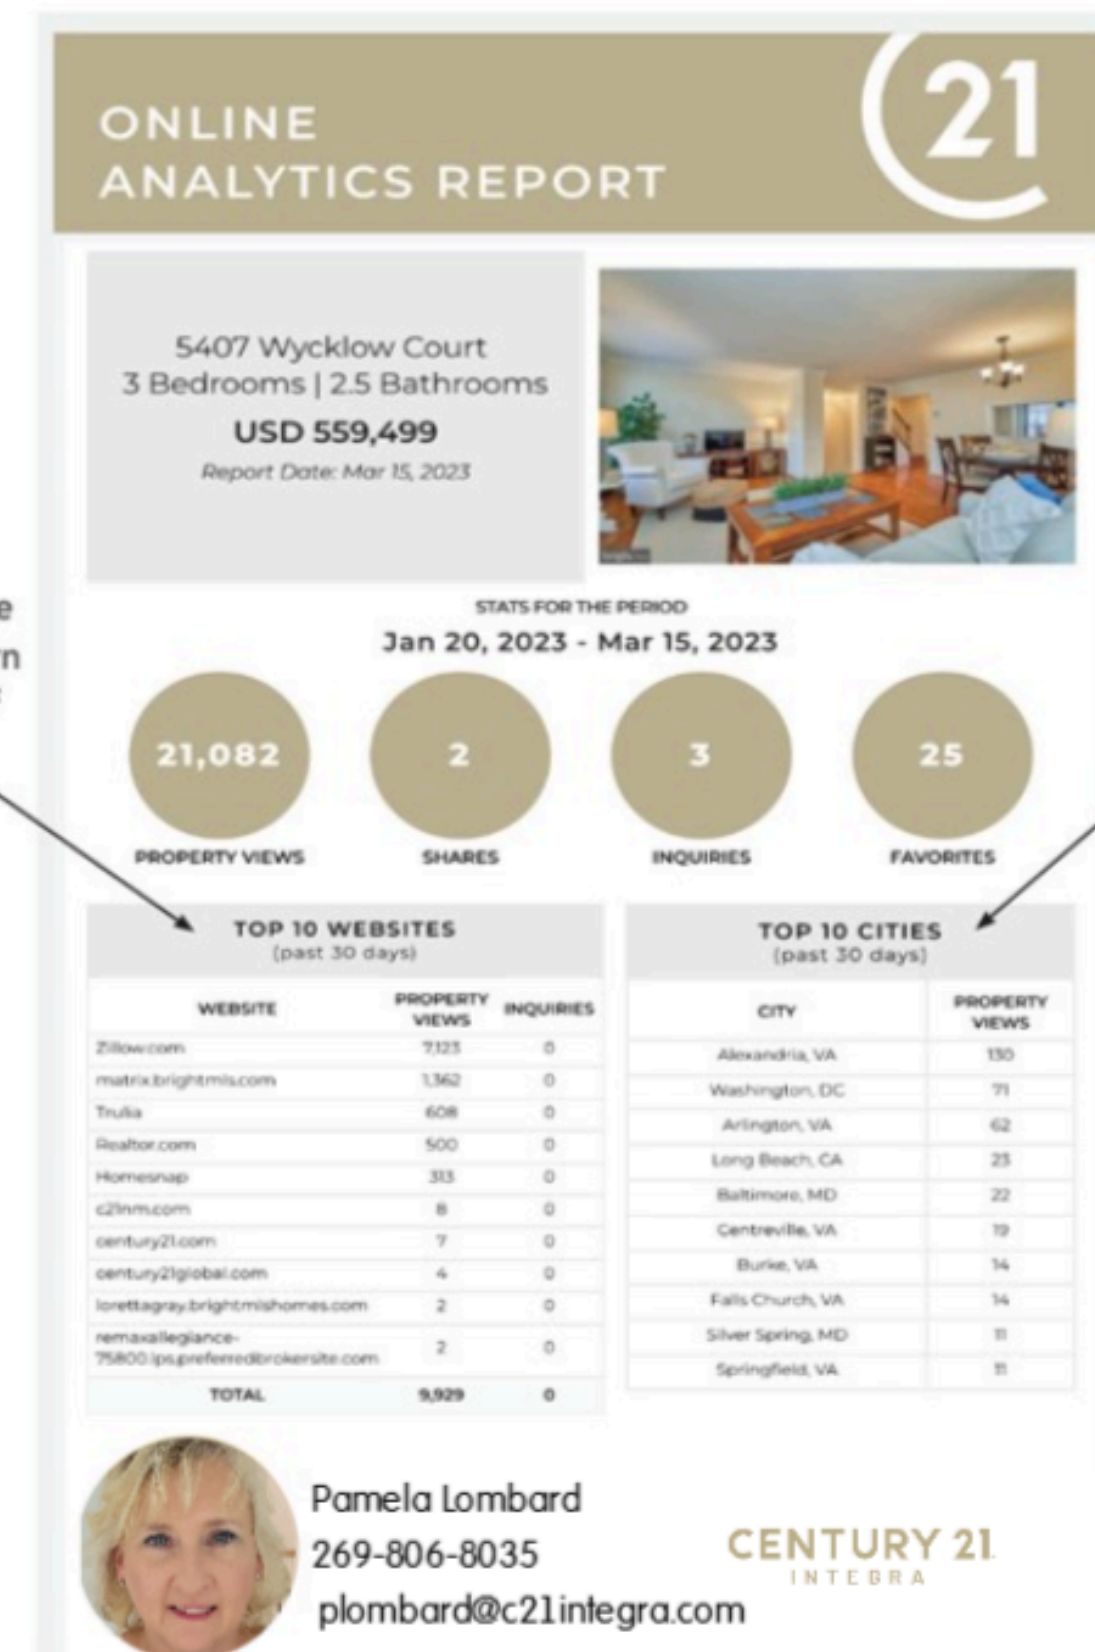 ONLINE
ANALYTICS REPORT
21
5407 Wycklow Court
3 Bedrooms | 2.5 Bathrooms
USD 559,499
Report Date: Mar 15, 2023
STATS FOR THE PERIOD
Jan 20, 2023 - Mar 15, 2023
21,082 2 3 25
PROPERTY VIEWS SHARES INQUIRIES FAVORITES
TOP 10 WEBSITES
(past 30 days)
WEBSITE PROPERTY VIEWS INQUIRIES
Zillow.com 7,123 0
matrix.brightmls.com 1,362 0
Trulia 608 0
Realtor.com 500 0
Homesnap 313 0
c21nm.com 8 0
century21.com 7 0
century21global.com 4 0
lorettagray.brightmlshomes.com 2 0
remaxallegiance-
75800.ips.preferredbrokersite.com 2 0
TOTAL 9,929 0
TOP 10 CITIES
(past 30 days)
CITY PROPERTY VIEWS
Alexandria, VA 130
Washington, DC 71
Arlington, VA 62
Long Beach, CA 23
Baltimore, MD 22
Centreville, VA 19
Burke, VA 14
Falls Church, VA 14
Silver Spring, MD 11
Springfield, VA 11
Pamela Lombard
269-806-8035
plombard@c21integra.com
CENTURY 21.
INTEGRA